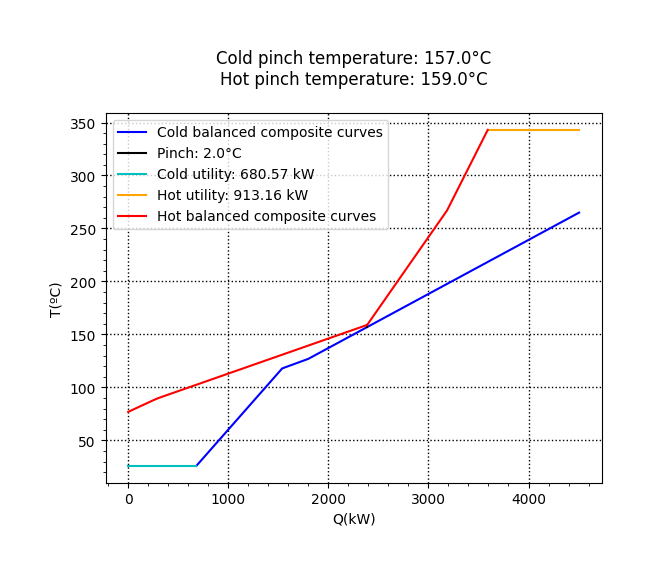 Cold pinch temperature: 157.0°C
Hot pinch temperature: 159.0°C
Cold balanced composite curves
Pinch: 2.0°C
Cold utility: 680.57 kW
Hot utility: 913.16 kW
Hot balanced composite curves
350
300
250
200
150
100
50
T(ºC)
0 1000 2000 3000 4000
Q(kW)